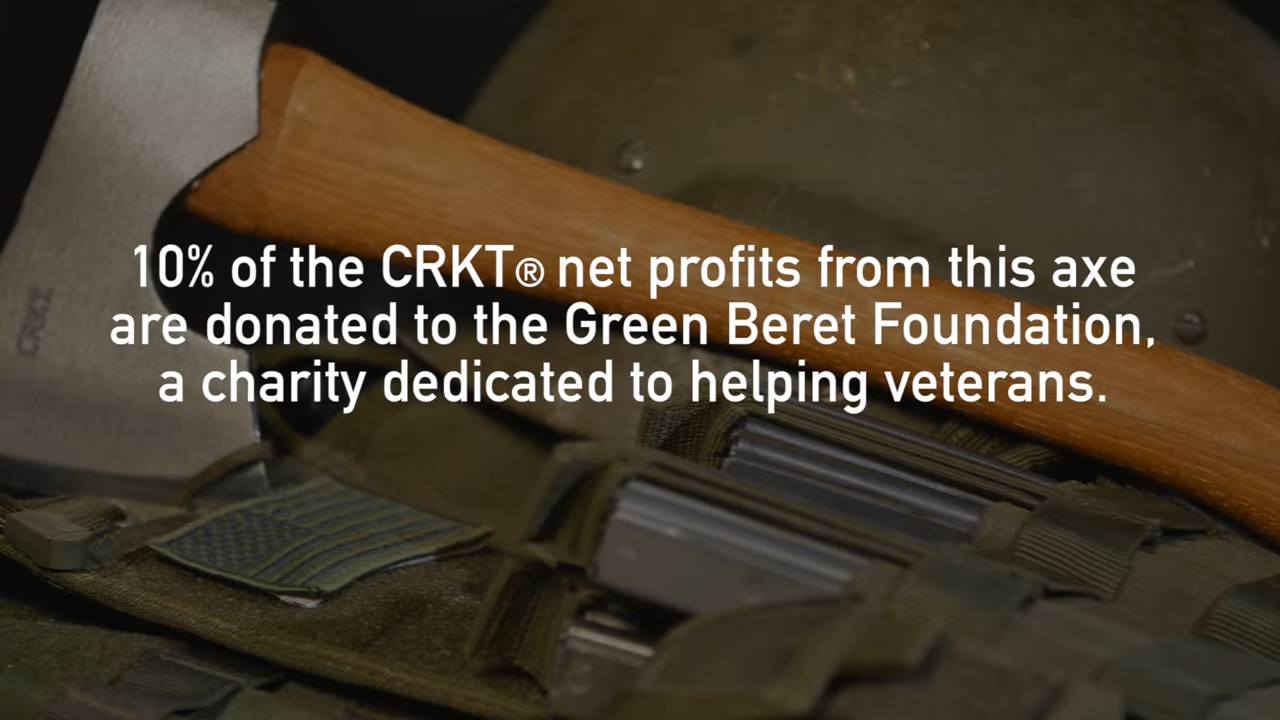 10% of the CRKT® net profits from this axe
are donated to the Green Beret Foundation,
a charity dedicated to helping veterans.
CRKT